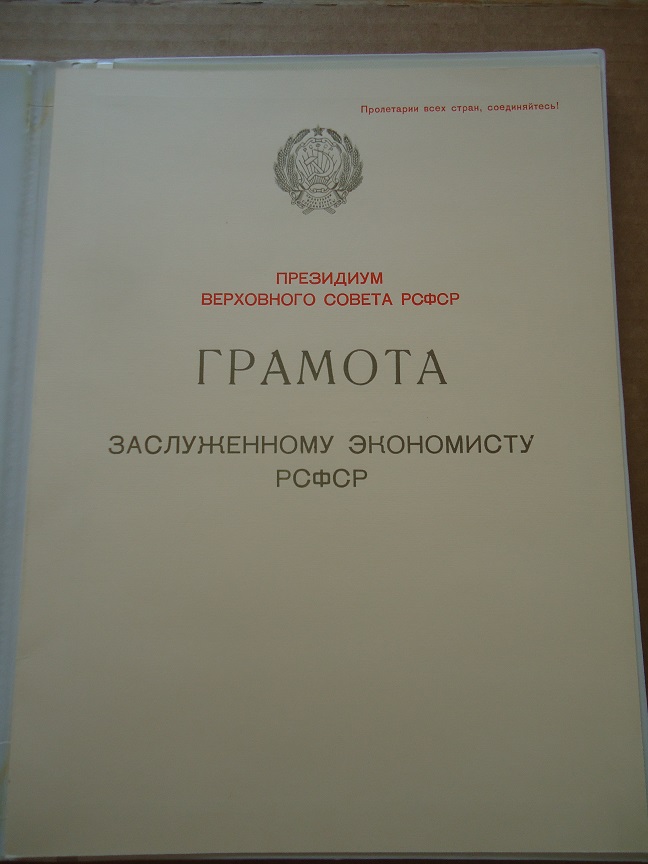 Пролетарии всех стран, соединяйтесь!
ПРЕЗИДИУМ
ВЕРХОВНОГО СОВЕТА РСФСР
ГРАМОТА
ЗАСЛУЖЕННОМУ ЭКОНОМИСТУ
РСФСР